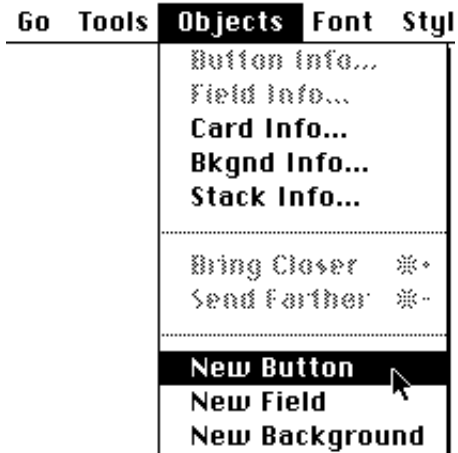 Go Tools Objects Font Styl
Button Info...
Field Info...
Card Info...
Bkgnd Info...
Stack Info...
Bring Closer ⌘+
Send Farther ⌘-
New Button
New Field
New Background